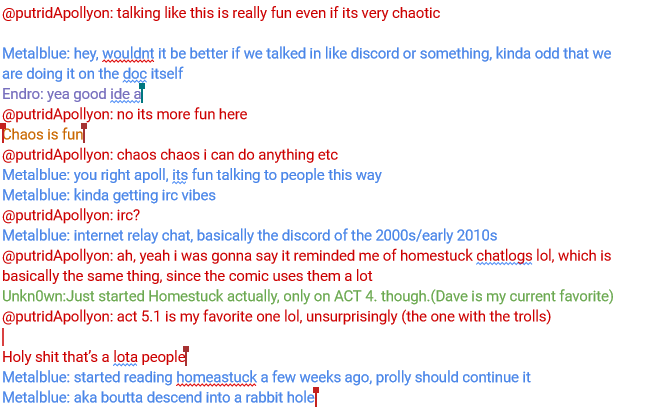 @putridApollyon: talking like this is really fun even if its very chaotic
Metalblue: hey, wouldnt it be better if we talked in like discord or something, kinda odd that we
are doing it on the doc itself
Endro: yea good ide a
@putridApollyon: no its more fun here
Chaos is fun
@putridApollyon: chaos chaos i can do anything etc
Metalblue: you right apoll, its fun talking to people this way
Metalblue: kinda getting irc vibes
@putridApollyon: irc?
Metalblue: internet relay chat, basically the discord of the 2000s/early 2010s
@putridApollyon: ah, yeah i was gonna say it reminded me of homestuck chatlogs lol, which is
basically the same thing, since the comic uses them a lot
Unkn0wn:Just started Homestuck actually, only on ACT 4. though.(Dave is my current favorite)
@putridApollyon: act 5.1 is my favorite one lol, unsurprisingly (the one with the trolls)
Holy shit that’s a lota people
Metalblue: started reading homeastuck a few weeks ago, prolly should continue it
Metalblue: aka boutta descend into a rabbit hole